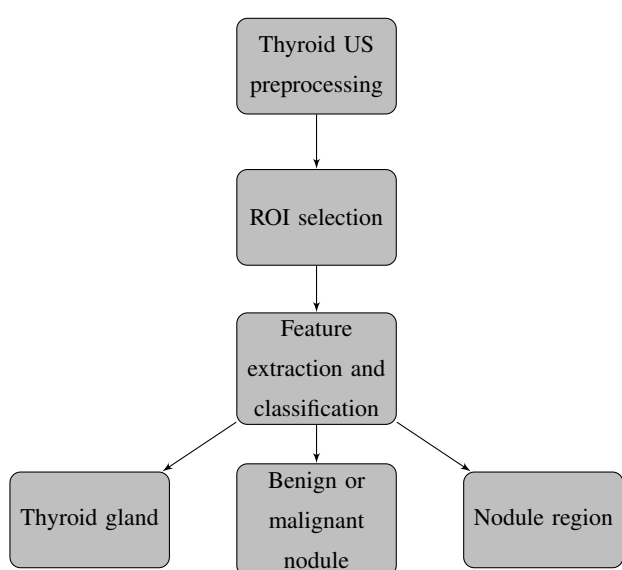 Thyroid US
preprocessing
ROI selection
Feature
extraction and
classification
Thyroid gland
Benign or
malignant
nodule
Nodule region